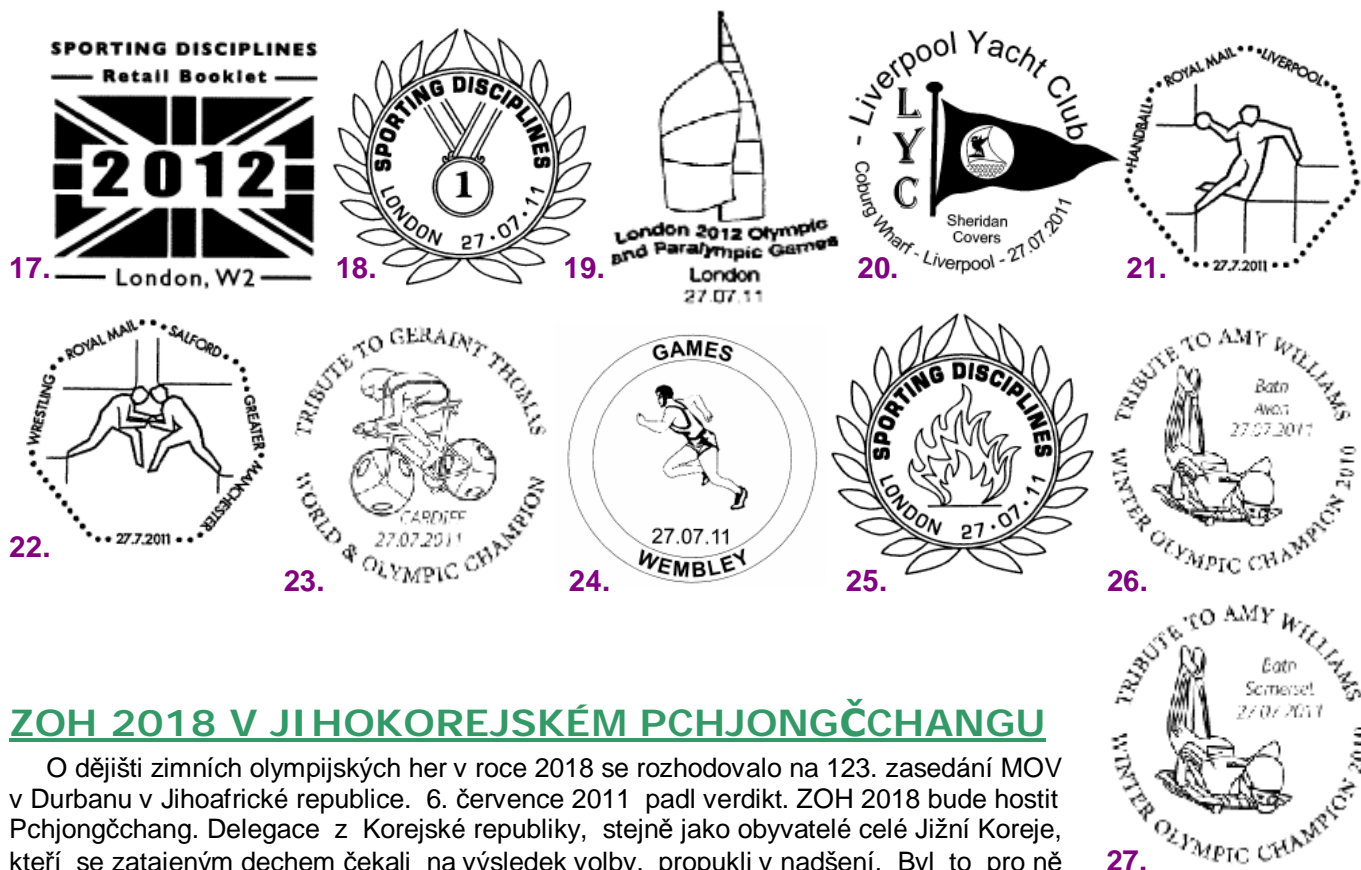 SPORTING DISCIPLINES
Retail Booklet
2012
London, W2
17.
SPORTING DISCIPLINES
1
LONDON 27·07·11
18.
London 2012 Olympic
and Paralympic Games
London
27.07.11
19.
- Liverpool Yacht Club
LYC
Sheridan
Covers
Coburg Wharf - Liverpool - 27.07.2011
20.
HANDBALL • ROYAL MAIL • LIVERPOOL
27.7.2011
21.
WRESTLING • ROYAL MAIL • SALFORD • GREATER MANCHESTER
27.7.2011
22.
TRIBUTE TO GERAINT THOMAS
CARDIFF
27.07.2011
WORLD & OLYMPIC CHAMPION
23.
GAMES
27.07.11
WEMBLEY
24.
SPORTING DISCIPLINES
LONDON 27·07·11
25.
TRIBUTE TO AMY WILLIAMS
Bath
Avon
27.07.2011
WINTER OLYMPIC CHAMPION 2010
26.
TRIBUTE TO AMY WILLIAMS
Bath
Somerset
27.07.2011
WINTER OLYMPIC CHAMPION 2010
27.
ZOH 2018 V JIHOKOREJSKÉM PCHJONGČCHANGU
O dějišti zimních olympijských her v roce 2018 se rozhodovalo na 123. zasedání MOV
v Durbanu v Jihoafrické republice. 6. července 2011 padl verdikt. ZOH 2018 bude hostit
Pchjongčchang. Delegace z Korejské republiky, stejně jako obyvatelé celé Jižní Koreje,
kteří se zatajeným dechem čekali na výsledek volby, propukli v nadšení. Byl to pro ně